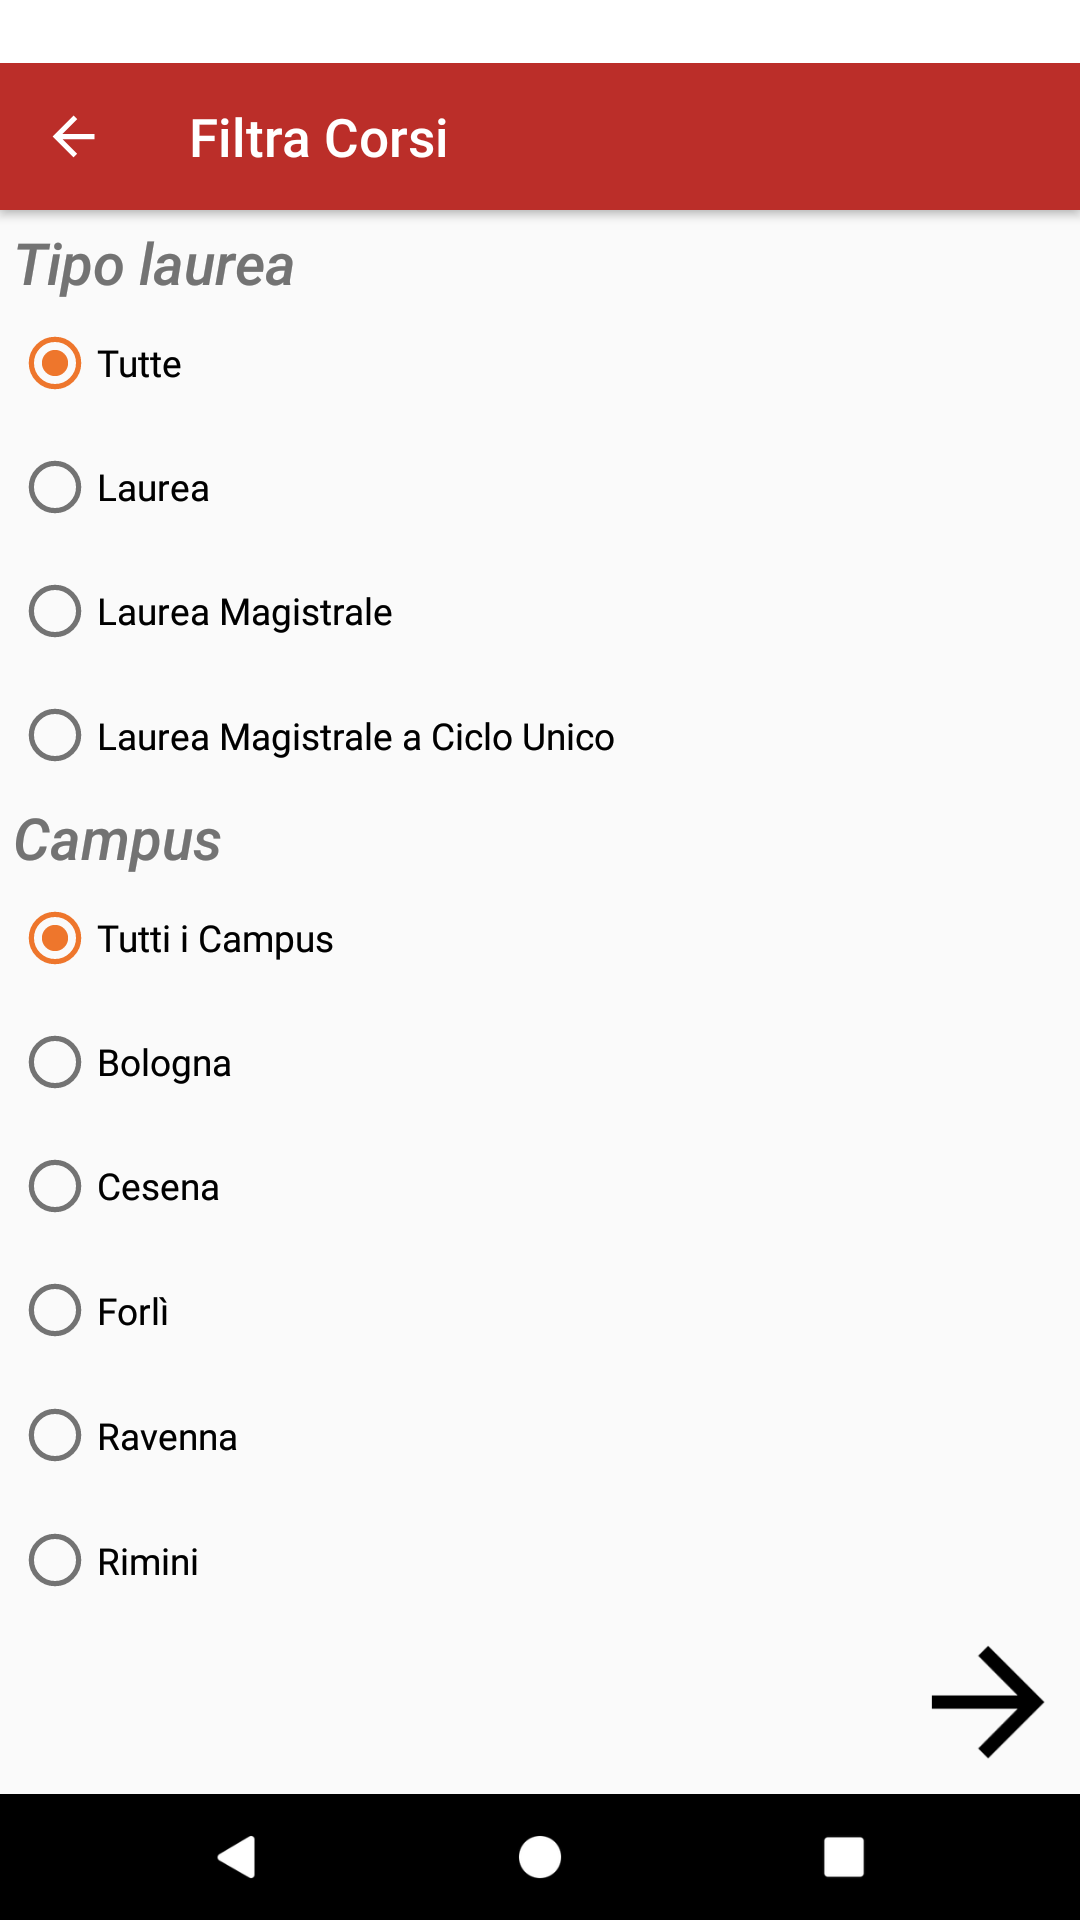 Filtra Corsi
Tipo laurea
Tutte
Laurea
Laurea Magistrale
Laurea Magistrale a Ciclo Unico
Campus
Tutti i Campus
Bologna
Cesena
Forlì
Ravenna
Rimini